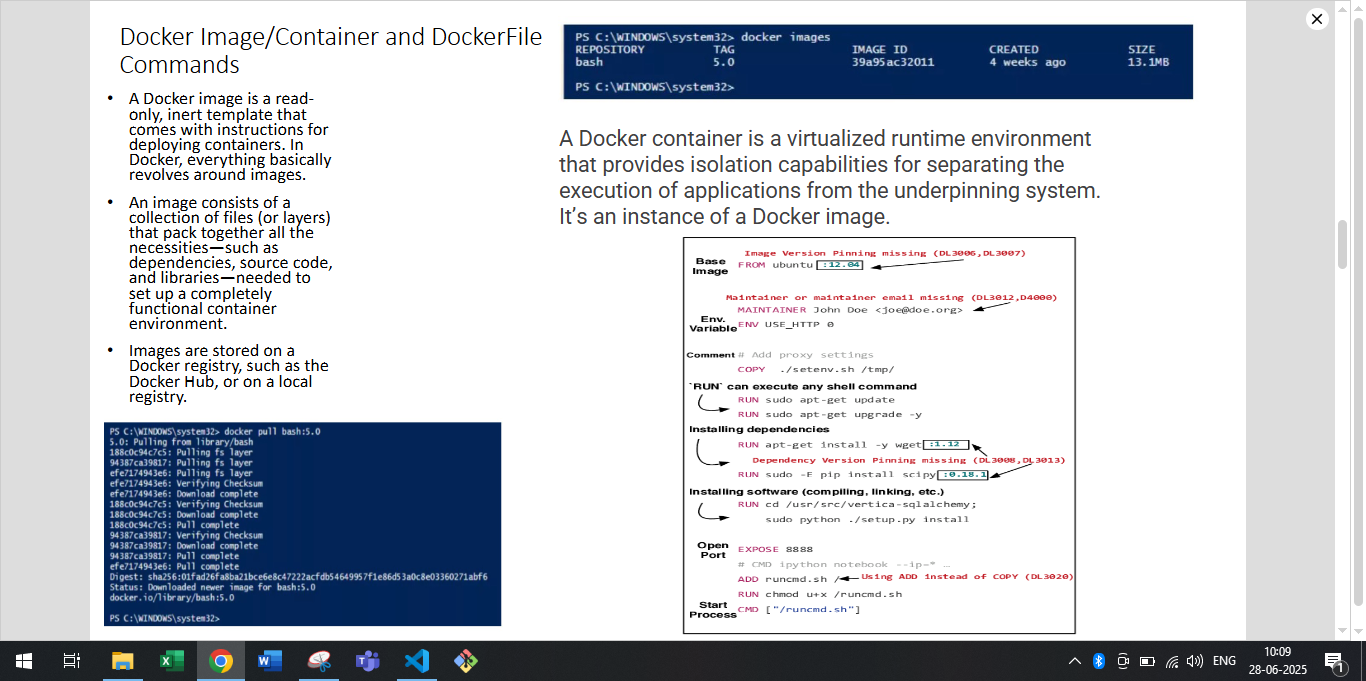 Docker Image/Container and DockerFile
Commands
• A Docker image is a read-
only, inert template that
comes with instructions for
deploying containers. In
Docker, everything basically
revolves around images.
• An image consists of a
collection of files (or layers)
that pack together all the
necessities—such as
dependencies, source code,
and libraries—needed to
set up a completely
functional container
environment.
• Images are stored on a
Docker registry, such as the
Docker Hub, or on a local
registry.
PS C:\WINDOWS\system32> docker pull bash:5.0
5.0: Pulling from library/bash
188c0c94c7c5: Pulling fs layer
94387ca39817: Pulling fs layer
efe7174943e6: Pulling fs layer
efe7174943e6: Verifying Checksum
efe7174943e6: Download complete
188c0c94c7c5: Verifying Checksum
188c0c94c7c5: Download complete
188c0c94c7c5: Pull complete
94387ca39817: Verifying Checksum
94387ca39817: Download complete
94387ca39817: Pull complete
efe7174943e6: Pull complete
Digest: sha256:01fad26fa8ba21bce6e8c47222acfdb54649957f1e86d53a0c8e03360271abf6
Status: Downloaded newer image for bash:5.0
docker.io/library/bash:5.0
PS C:\WINDOWS\system32>
PS C:\WINDOWS\system32> docker images
REPOSITORY TAG IMAGE ID CREATED SIZE
bash 5.0 39a95ac32011 4 weeks ago 13.1MB
PS C:\WINDOWS\system32>
A Docker container is a virtualized runtime environment
that provides isolation capabilities for separating the
execution of applications from the underpinning system.
It’s an instance of a Docker image.
Image Version Pinning missing (DL3006,DL3007)
Base Image FROM ubuntu :12.04
Maintainer or maintainer email missing (DL3012,D4000)
MAINTAINER John Doe <joe@doe.org>
Env. Variable ENV USE_HTTP 0
Comment # Add proxy settings
COPY ./setenv.sh /tmp/
`RUN` can execute any shell command
RUN sudo apt-get update
RUN sudo apt-get upgrade -y
Installing dependencies
RUN apt-get install -y wget :1.12
Dependency Version Pinning missing (DL3008,DL3013)
RUN sudo -E pip install scipy :0.18.1
Installing software (compiling, linking, etc.)
RUN cd /usr/src/vertica-sqlalchemy;
sudo python ./setup.py install
Open Port EXPOSE 8888
# CMD ipython notebook --ip=* …
ADD runcmd.sh / Using ADD instead of COPY (DL3020)
RUN chmod u+x /runcmd.sh
Start Process CMD ["/runcmd.sh"]
ENG
10:09
28-06-2025
1